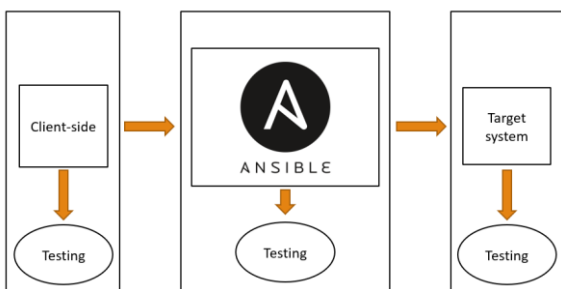 Client-side
ANSIBLE
Target
system
Testing
Testing
Testing